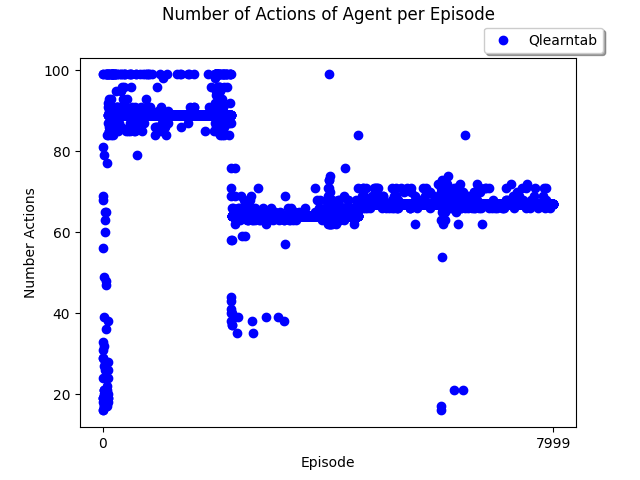 Number of Actions of Agent per Episode
Qlearntab
100
80
60
40
20
Number Actions
0 7999
Episode